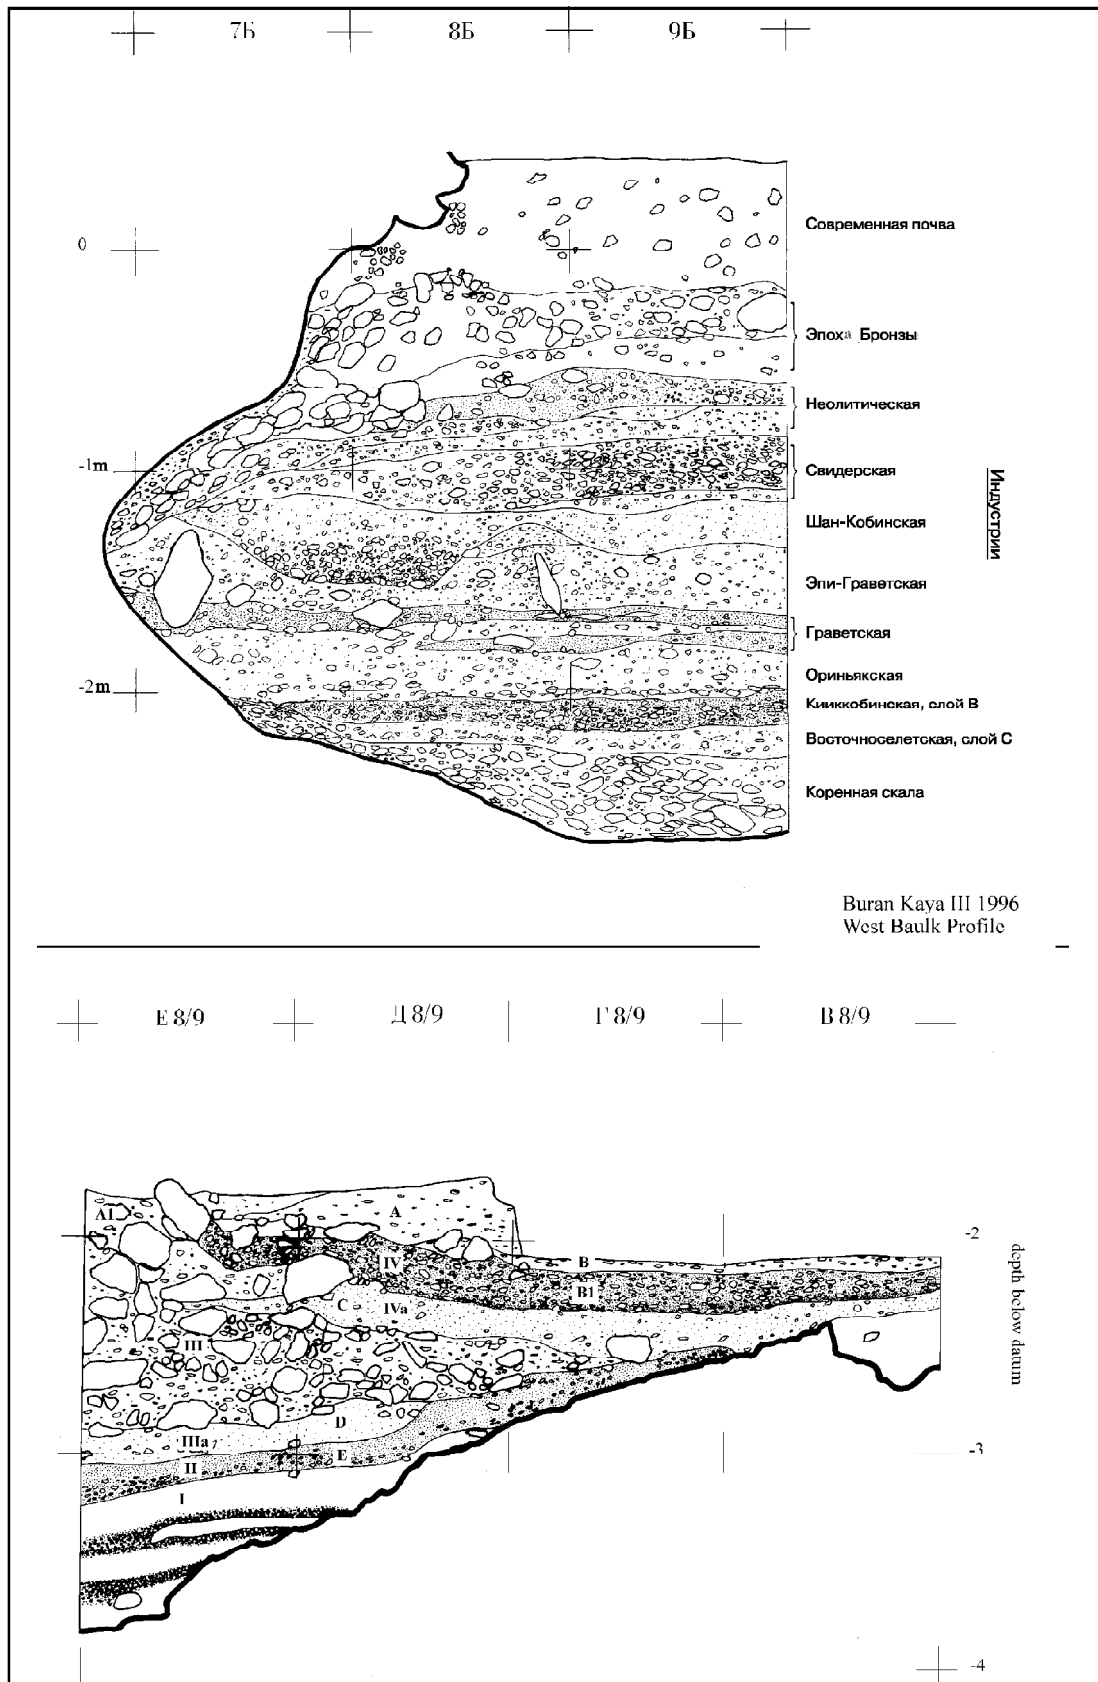 7Б 8Б 9Б
Современная почва
0
Эпоха Бронзы
Неолитическая
-1m
Свидерская
Индустрии
Шан-Кобинская
Эпи-Граветская
Граветская
Ориньякская
-2m
Кииккобинская, слой В
Восточноселетская, слой С
Коренная скала
Buran Kaya III 1996
West Baulk Profile
Е 8/9 Д 8/9 Г 8/9 В 8/9
A1 A
-2
B
IV
B1
C IVa
depth below datum
III
D
IIIa
E
-3
II
I
-4